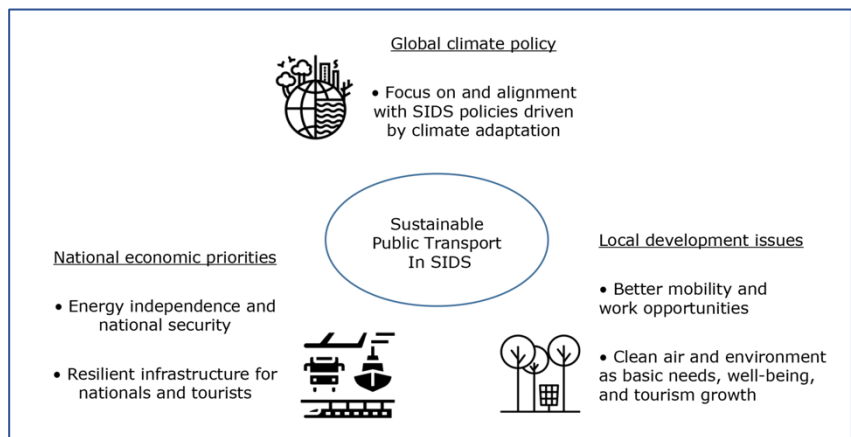 Global climate policy
• Focus on and alignment
with SIDS policies driven
by climate adaptation
Sustainable
Public Transport
In SIDS
National economic priorities
• Energy independence and
national security
• Resilient infrastructure for
nationals and tourists
Local development issues
• Better mobility and
work opportunities
• Clean air and environment
as basic needs, well-being,
and tourism growth